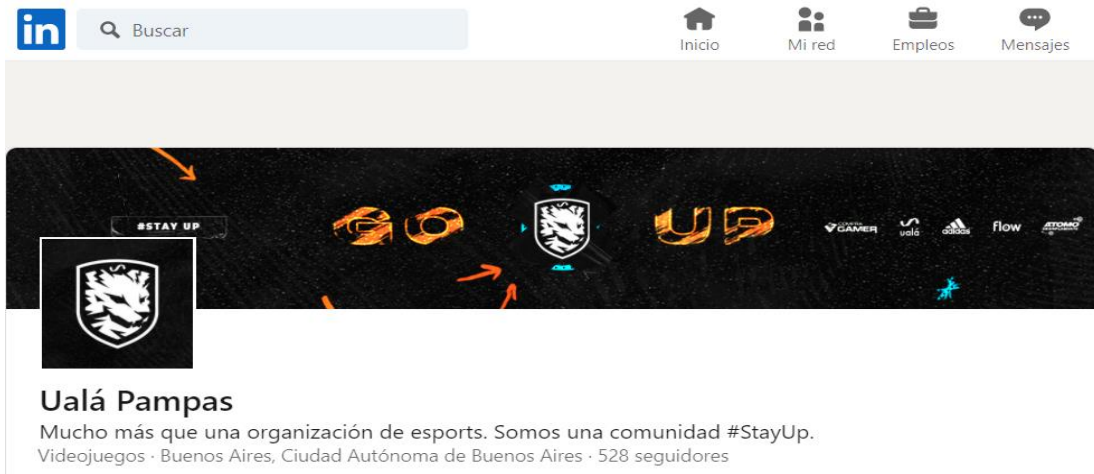 in Buscar
Inicio Mi red Empleos Mensajes
#STAY UP GO UP GAMER ualá adidas flow ATOMO
Ualá Pampas
Mucho más que una organización de esports. Somos una comunidad #StayUp.
Videojuegos · Buenos Aires, Ciudad Autónoma de Buenos Aires · 528 seguidores